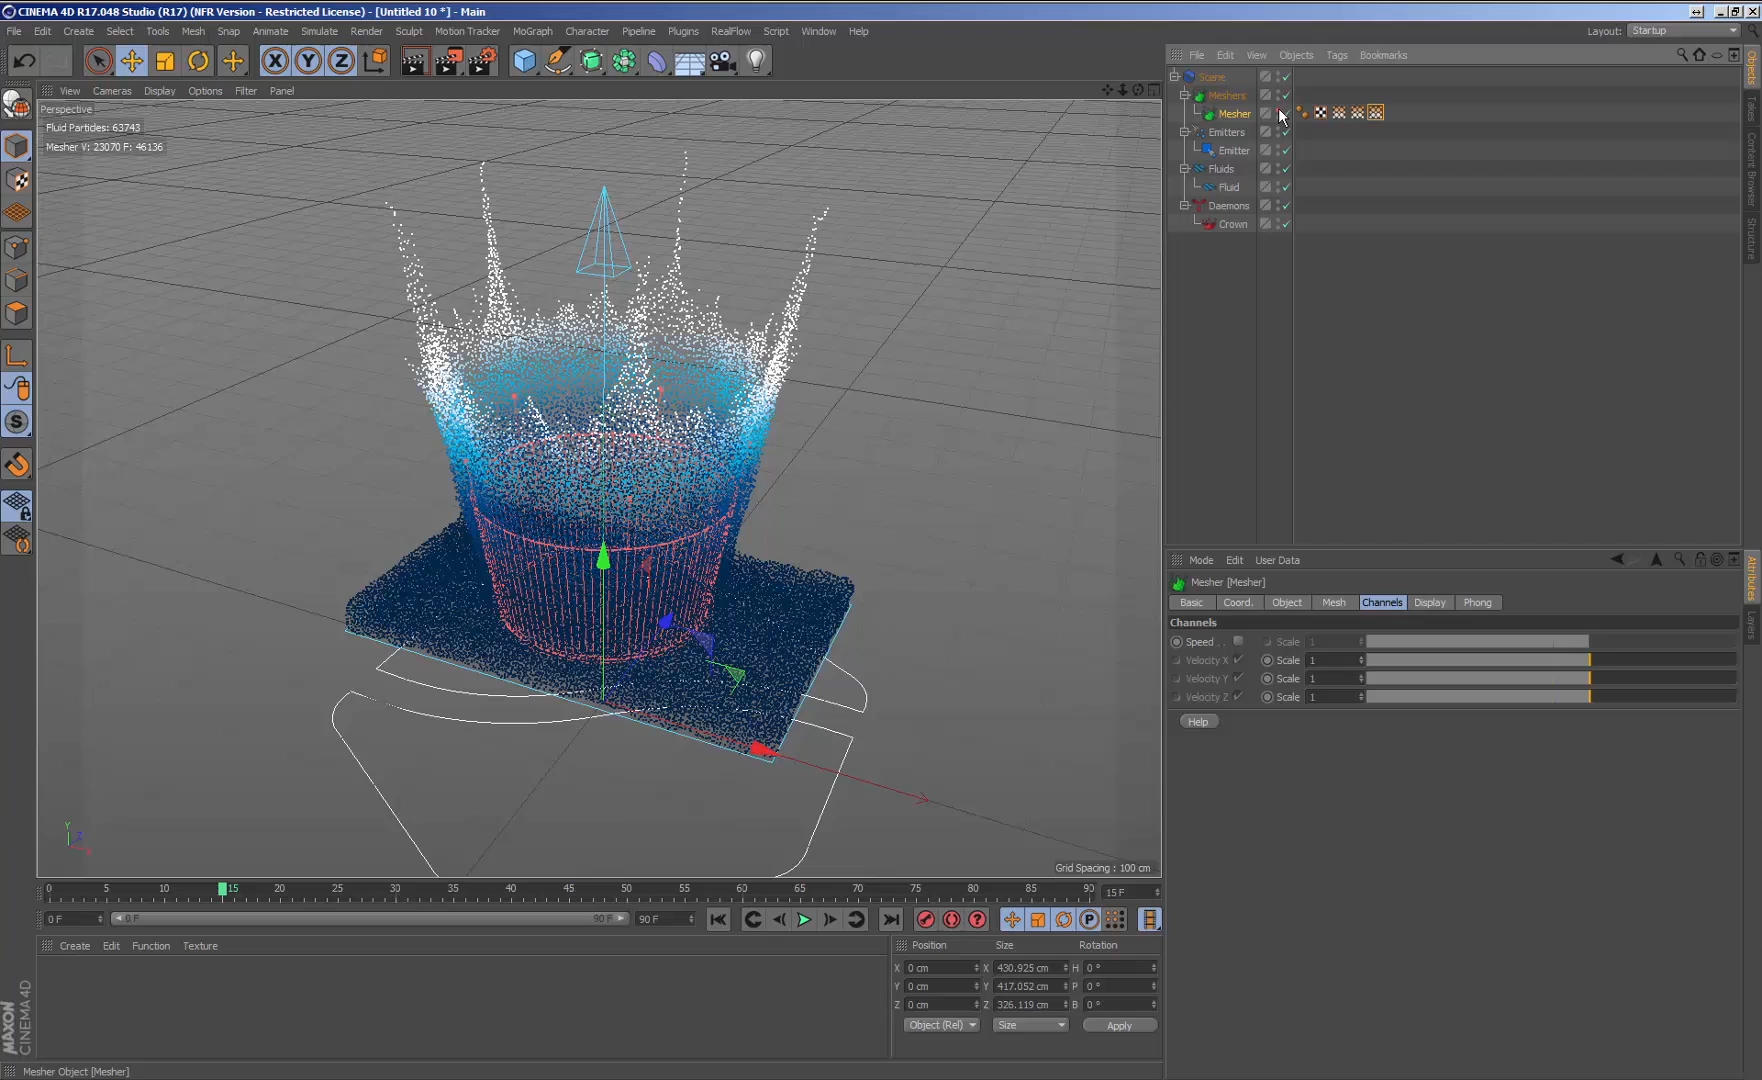 CINEMA 4D R17.048 Studio (R17) (NFR Version - Restricted License) - [Untitled 10 *] - Main
File Edit Create Select Tools Mesh Snap Animate Simulate Render Sculpt Motion Tracker MoGraph Character Pipeline Plugins RealFlow Script Window Help
Layout: Startup
File Edit View Objects Tags Bookmarks
View Cameras Display Options Filter Panel
Perspective
Fluid Particles: 63743
Mesher V: 23070 F: 46136
Scene
Meshers
Mesher
Emitters
Emitter
Fluids
Fluid
Daemons
Crown
Objects
Takes
Content Browser
Structure
Mode Edit User Data
Mesher [Mesher]
Basic Coord. Object Mesh Channels Display Phong
Channels
Speed . . Scale 1
Velocity X Scale 1
Velocity Y Scale 1
Velocity Z Scale 1
Help
Attributes
Layers
Y Z X
Grid Spacing : 100 cm
0 5 10 15 20 25 30 35 40 45 50 55 60 65 70 75 80 85 90 15 F
0 F 0 F 90 F 90 F
Create Edit Function Texture
Position Size Rotation
X 0 cm X 430.925 cm H 0 °
Y 0 cm Y 417.052 cm P 0 °
Z 0 cm Z 326.119 cm B 0 °
Object (Rel) Size Apply
MAXON
CINEMA 4D
Mesher Object [Mesher]